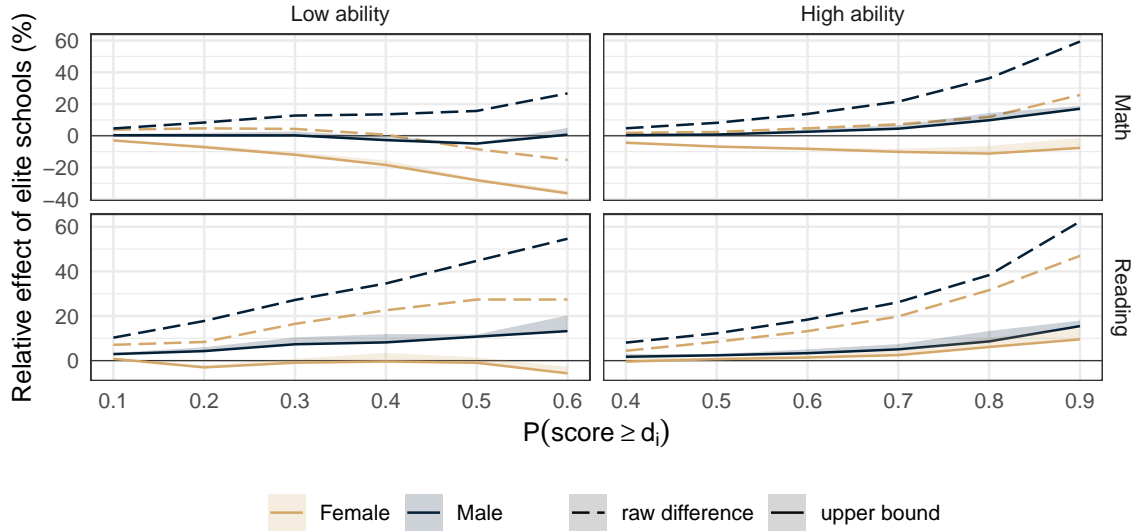 Low ability
High ability
Relative effect of elite schools (%)
60
40
20
0
−20
−40
Math
60
40
20
0
Reading
0.1 0.2 0.3 0.4 0.5 0.6
0.4 0.5 0.6 0.7 0.8 0.9
P(score ≥ dᵢ)
Female Male raw difference upper bound